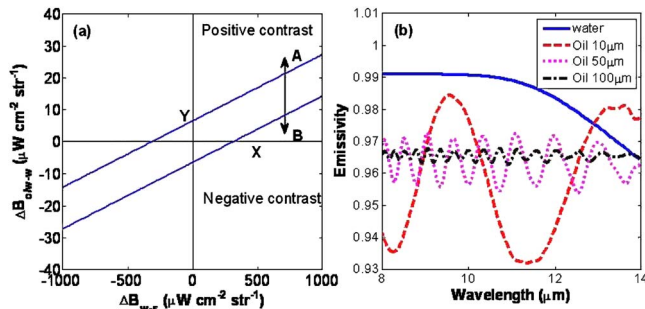 (a)
Positive contrast
A
Y
B
X
Negative contrast
40
30
20
10
0
-10
-20
-30
40
-1000
-500
0
500
1000
ΔB (μW cm⁻² str⁻¹)
ΔB (μW cm⁻² str⁻¹)
(b)
water
Oil 10μm
Oil 50μm
Oil 100μm
1.01
1
0.99
0.98
0.97
0.96
0.95
0.94
0.93
8
10
12
14
Emissivity
Wavelength (μm)